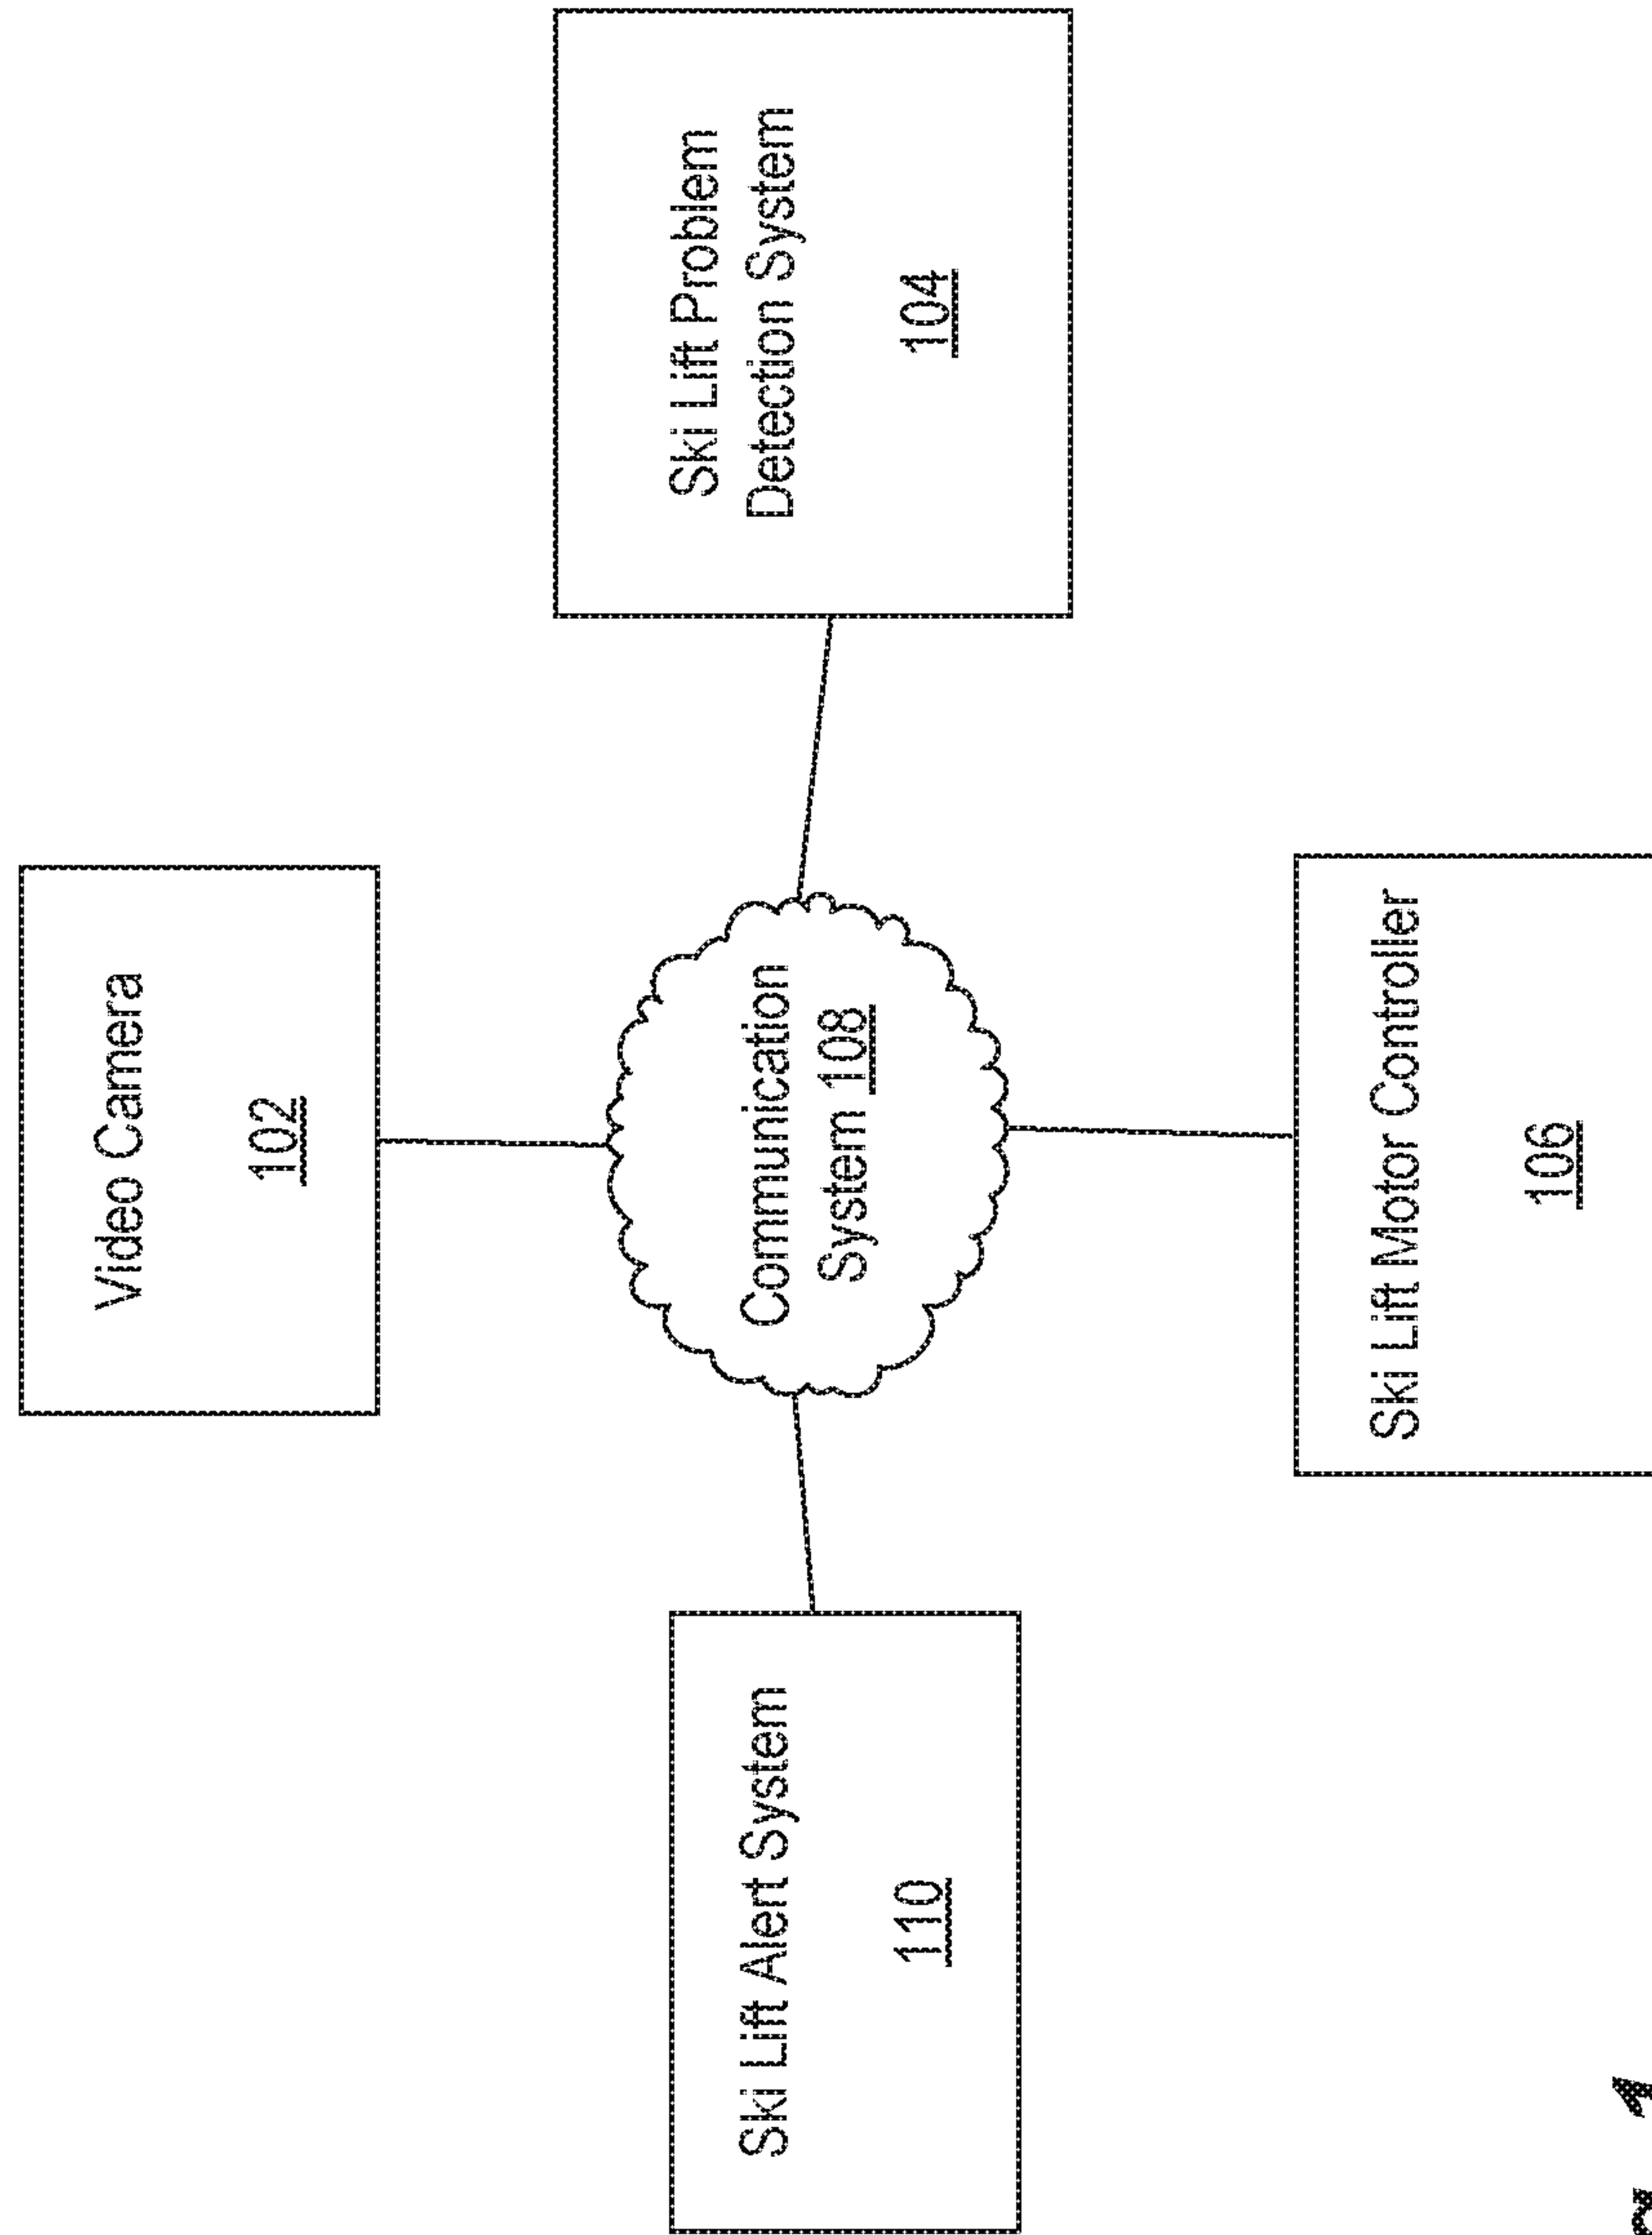 Video Camera
102
Ski Lift Alert System
110
Communication
System 108
Ski Lift Problem
Detection System
104
Ski Lift Motor Controller
106